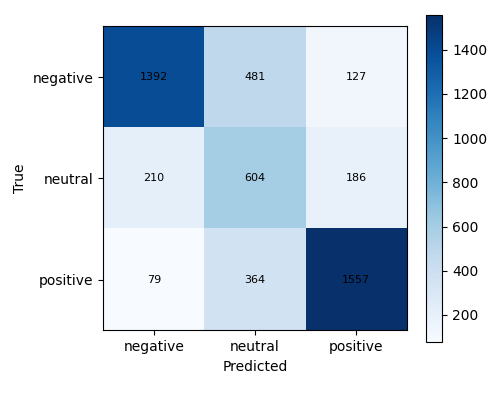 negative 1392 481 127
neutral 210 604 186
positive 79 364 1557
negative neutral positive
Predicted
True
1400
1200
1000
800
600
400
200